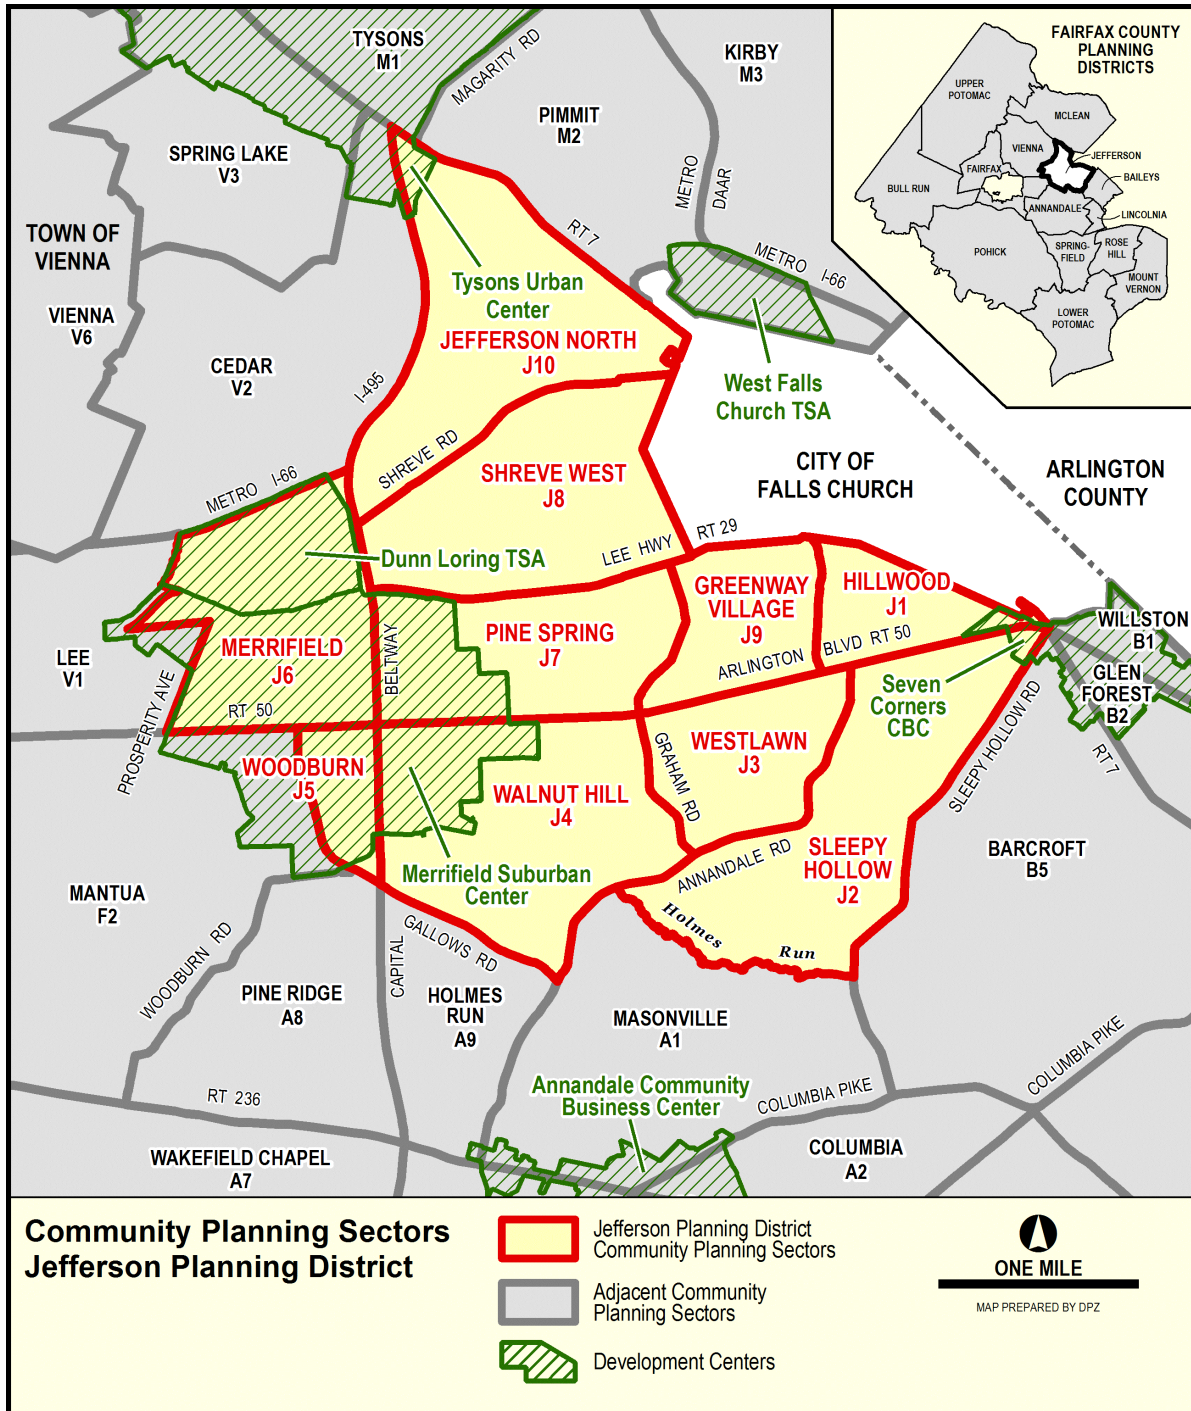 TYSONS
M1
MAGARITY RD
KIRBY
M3
PIMMIT
M2
SPRING LAKE
V3
METRO
DAAR
RT 7
TOWN OF
VIENNA
VIENNA
V6
CEDAR
V2
METRO I-66
Tysons Urban
Center
JEFFERSON NORTH
J10
I-495
West Falls
Church TSA
SHREVE RD
METRO I-66
SHREVE WEST
J8
CITY OF
FALLS CHURCH
ARLINGTON
COUNTY
LEE HWY RT 29
Dunn Loring TSA
GREENWAY
VILLAGE
J9
HILLWOOD
J1
WILLSTON
B1
LEE
V1
MERRIFIELD
J6
BELTWAY
PINE SPRING
J7
ARLINGTON BLVD RT 50
GLEN
FOREST
B2
Seven
Corners
CBC
PROSPERITY AVE
RT 50
SLEEPY HOLLOW RD
RT 7
WOODBURN
J5
GRAHAM RD
WESTLAWN
J3
WALNUT HILL
J4
ANNANDALE RD
SLEEPY
HOLLOW
J2
BARCROFT
B5
Merrifield Suburban
Center
MANTUA
F2
GALLOWS RD
Holmes Run
WOODBURN RD
CAPITAL
PINE RIDGE
A8
HOLMES
RUN
A9
MASONVILLE
A1
COLUMBIA PIKE
Annandale Community
Business Center
COLUMBIA PIKE
RT 236
WAKEFIELD CHAPEL
A7
COLUMBIA
A2
FAIRFAX COUNTY
PLANNING
DISTRICTS
UPPER
POTOMAC
MCLEAN
VIENNA
JEFFERSON
FAIRFAX
BAILEYS
BULL RUN
ANNANDALE
LINCOLNIA
POHICK
SPRING-
FIELD
ROSE
HILL
MOUNT
VERNON
LOWER
POTOMAC
Community Planning Sectors
Jefferson Planning District
Jefferson Planning District
Community Planning Sectors
Adjacent Community
Planning Sectors
Development Centers
ONE MILE
MAP PREPARED BY DPZ